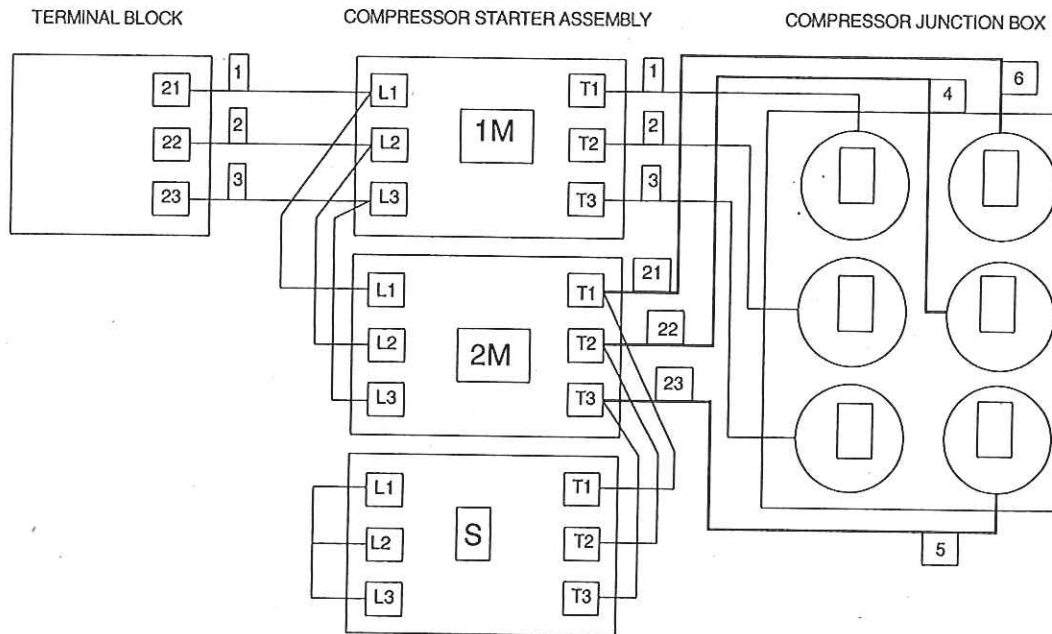 TERMINAL BLOCK
COMPRESSOR STARTER ASSEMBLY
COMPRESSOR JUNCTION BOX
21
1
L1
T1
1
4
6
22
2
L2
1M
T2
2
23
3
L3
T3
3
L1
T1
21
L2
2M
T2
22
L3
T3
23
L1
T1
L2
S
T2
5
L3
T3